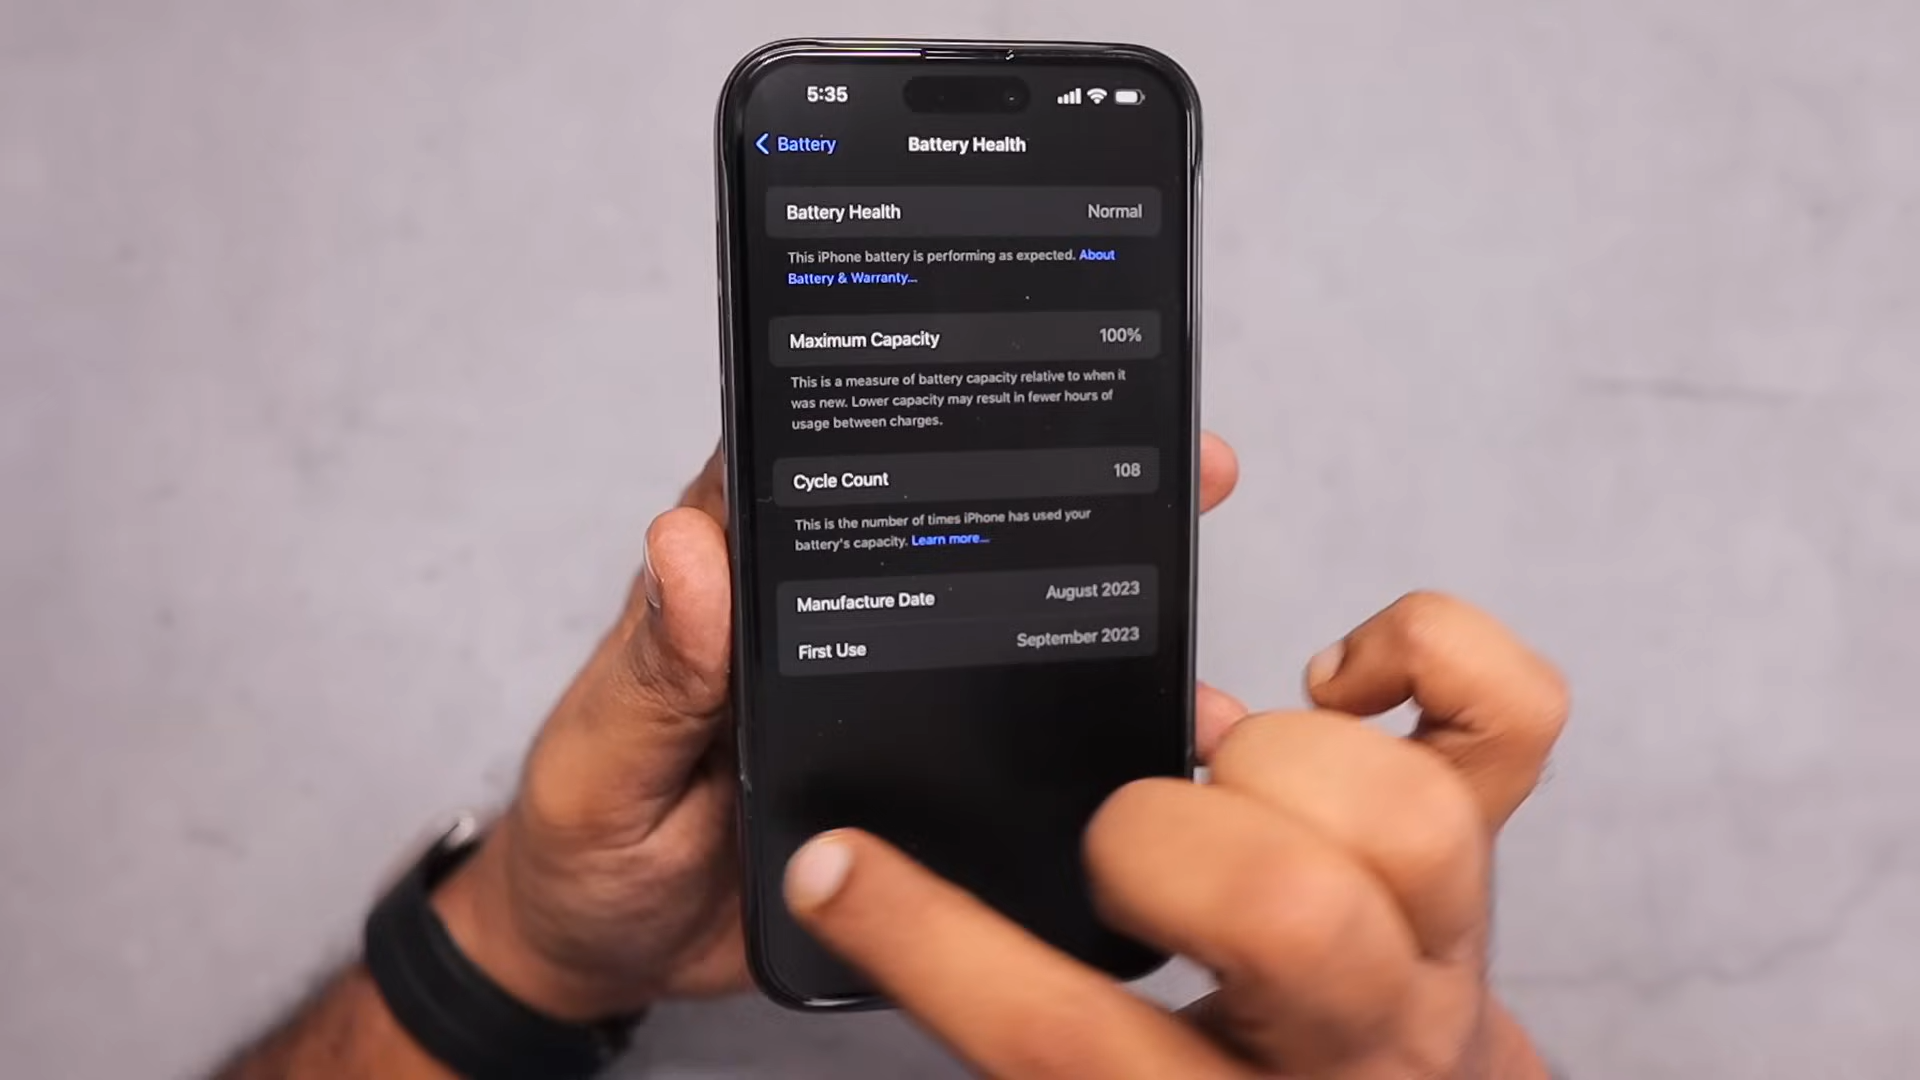 5:35
Battery
Battery Health
Battery Health Normal
This iPhone battery is performing as expected. About
Battery & Warranty...
Maximum Capacity 100%
This is a measure of battery capacity relative to when it
was new. Lower capacity may result in fewer hours of
usage between charges.
Cycle Count 108
This is the number of times iPhone has used your
battery's capacity. Learn more...
Manufacture Date August 2023
First Use September 2023